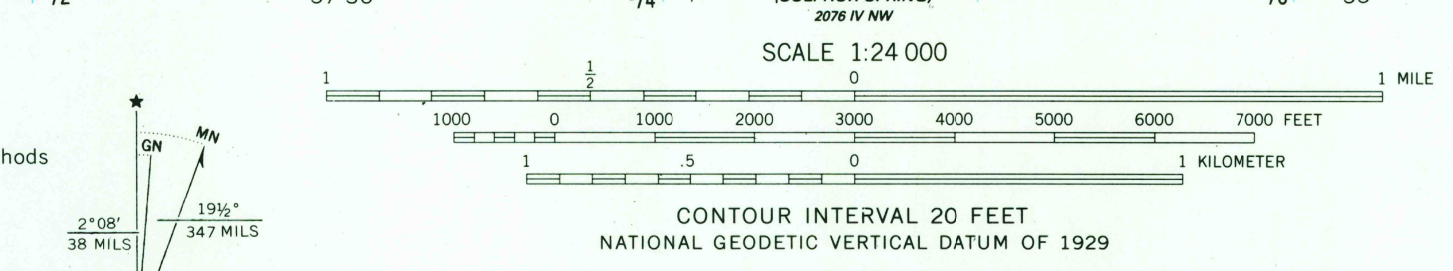 2076 IV NW
SCALE 1:24 000
1 1/2 0 1 MILE
1000 0 1000 2000 3000 4000 5000 6000 7000 FEET
1 .5 0 1 KILOMETER
★
GN MN
hods
2°08′ 19½°
38 MILS 347 MILS
CONTOUR INTERVAL 20 FEET
NATIONAL GEODETIC VERTICAL DATUM OF 1929